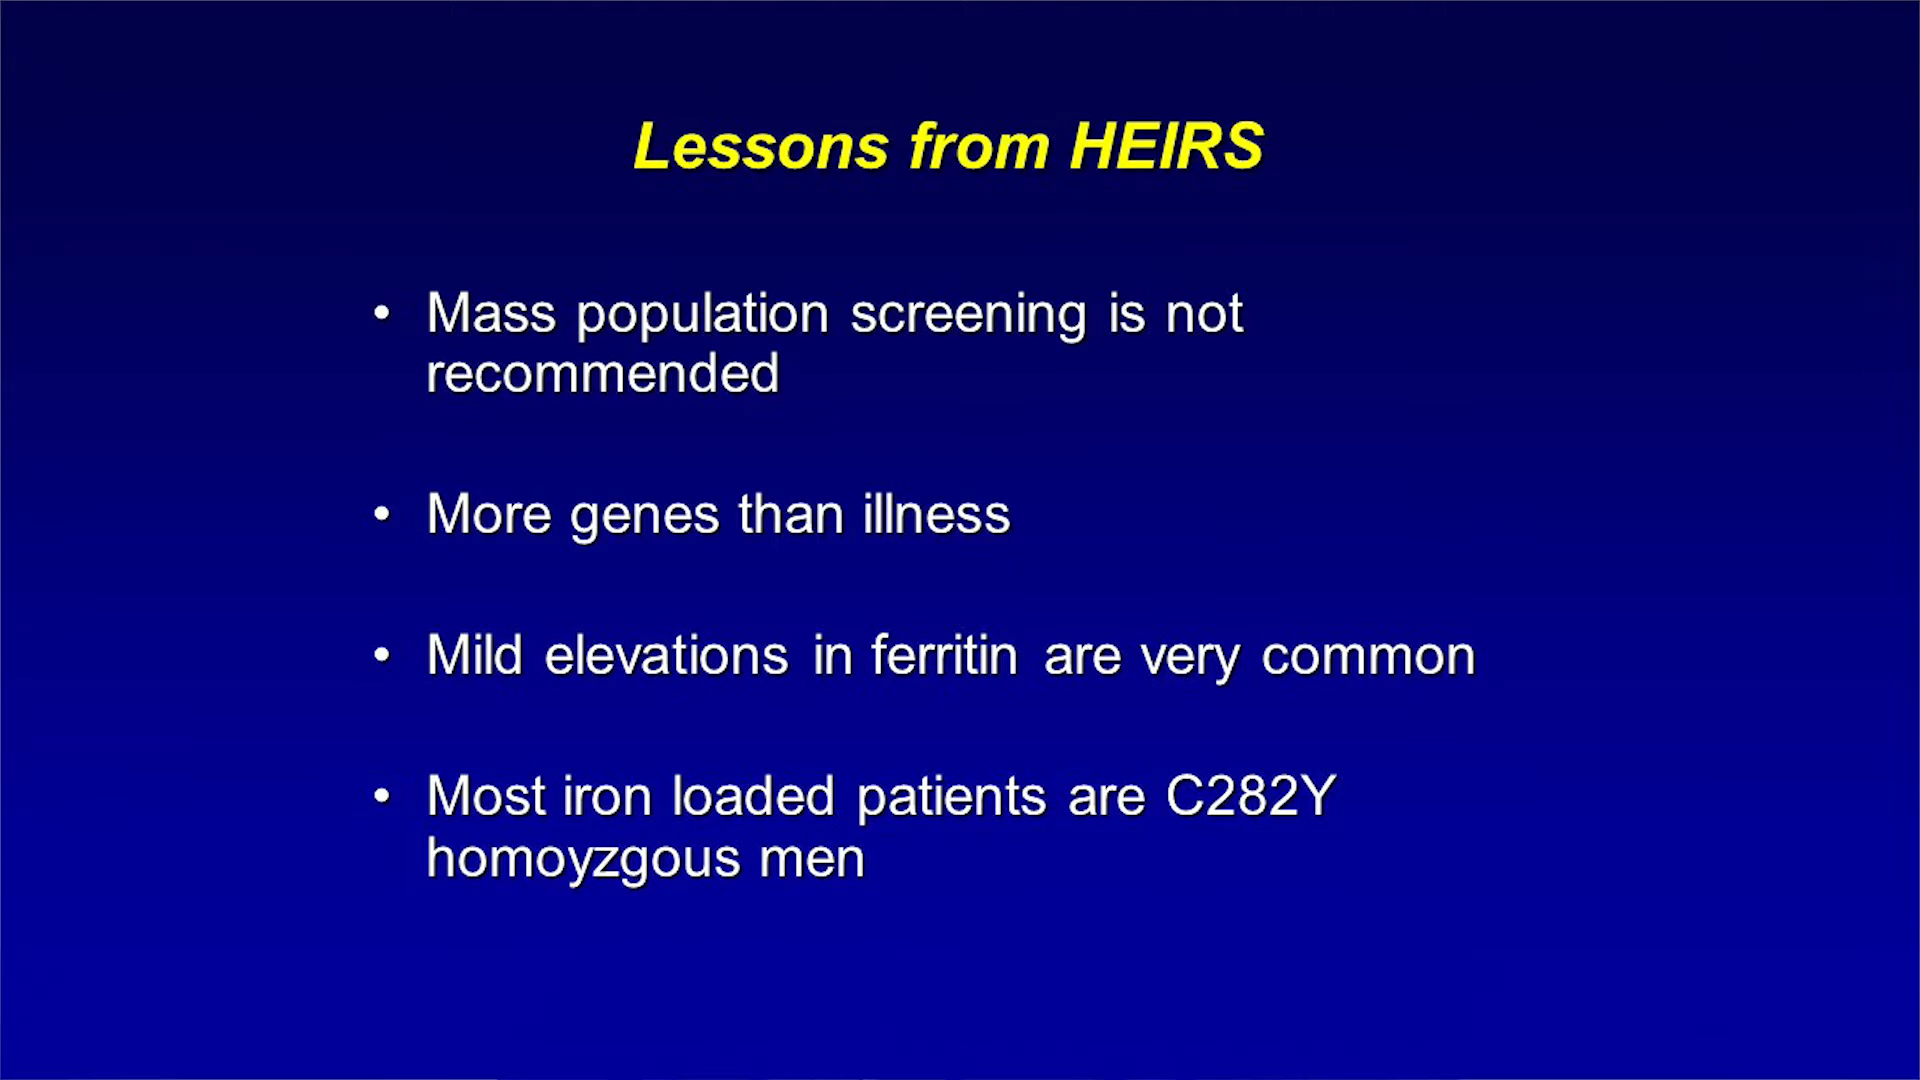 Lessons from HEIRS
• Mass population screening is not
recommended
• More genes than illness
• Mild elevations in ferritin are very common
• Most iron loaded patients are C282Y
homoyzgous men